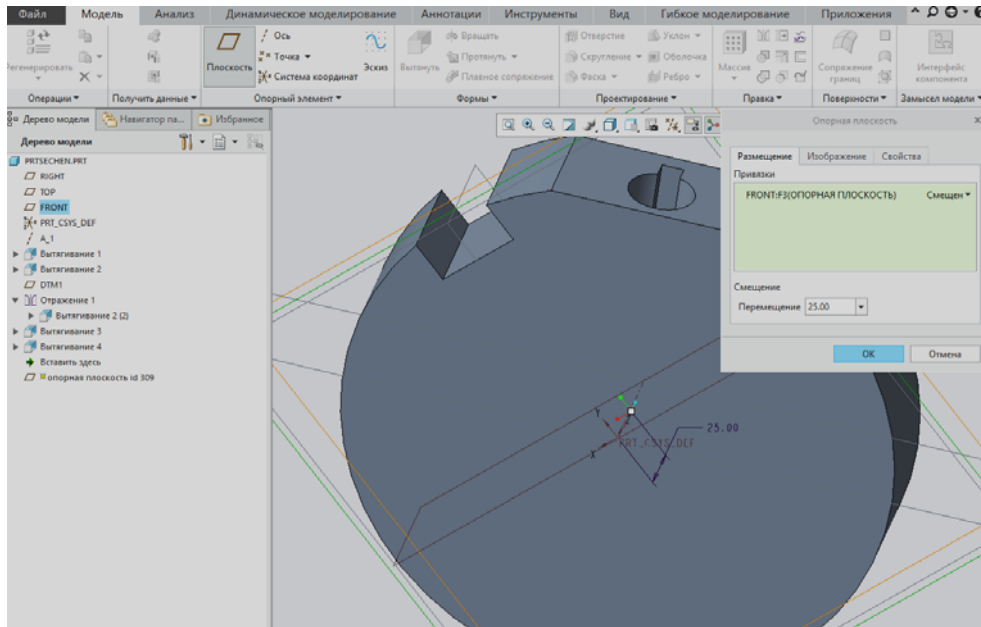 Файл Модель Анализ Динамическое моделирование Аннотации Инструменты Вид Гибкое моделирование Приложения
Регенерировать
Плоскость
Ось
Точка
Система координат
Эскиз
Вытянуть
Вращать
Протянуть
Плавное сопряжение
Отверстие
Скругление
Фаска
Уклон
Оболочка
Ребро
Массив
Сопряжение границ
Интерфейс компонента
Операции Получить данные Опорный элемент Формы Проектирование Правка Поверхности Замысел модели
Дерево модели Навигатор па... Избранное
Дерево модели
PRTSECHEN.PRT
RIGHT
TOP
FRONT
PRT_CSYS_DEF
A_1
Вытягивание 1
Вытягивание 2
DTM1
Отражение 1
Вытягивание 2 (2)
Вытягивание 3
Вытягивание 4
Вставить здесь
опорная плоскость id 309
Y
X
PRT_CSYS_DEF
25.00
Опорная плоскость X
Размещение Изображение Свойства
Привязки
FRONT:F3(ОПОРНАЯ ПЛОСКОСТЬ) Смещен
Смещение
Перемещение 25.00
OK Отмена